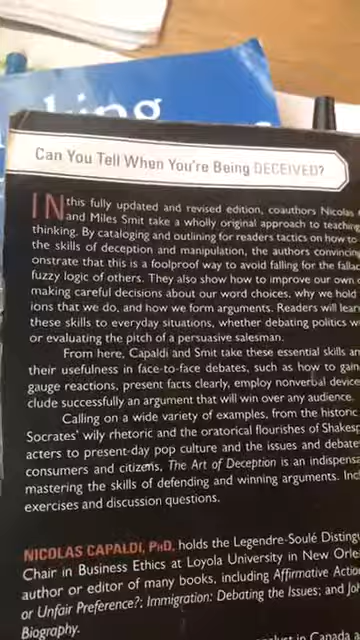 king
Can You Tell When You're Being DECEIVED?
IN this fully updated and revised edition, coauthors Nicolas
and Miles Smit take a wholly original approach to teaching
thinking. By cataloging and outlining for readers tactics on how to
the skills of deception and manipulation, the authors convincing
onstrate that this is a foolproof way to avoid falling for the falla
fuzzy logic of others. They also show how to improve our own
making careful decisions about our word choices, why we hold
ions that we do, and how we form arguments. Readers will lear
these skills to everyday situations, whether debating politics w
or evaluating the pitch of a persuasive salesman.
From here, Capaldi and Smit take these essential skills an
their usefulness in face-to-face debates, such as how to gain
gauge reactions, present facts clearly, employ nonverbal device
clude successfully an argument that will win over any audience.
Calling on a wide variety of examples, from the historic
Socrates' wily rhetoric and the oratorical flourishes of Shakesp
acters to present-day pop culture and the issues and debate
consumers and citizens, The Art of Deception is an indispensa
mastering the skills of defending and winning arguments. Incl
exercises and discussion questions.
NICOLAS CAPALDI, PHD, holds the Legendre-Soulé Disting
Chair in Business Ethics at Loyola University in New Orle
author or editor of many books, including Affirmative Actio
or Unfair Preference?; Immigration: Debating the Issues; and Joh
Biography.
in Canada